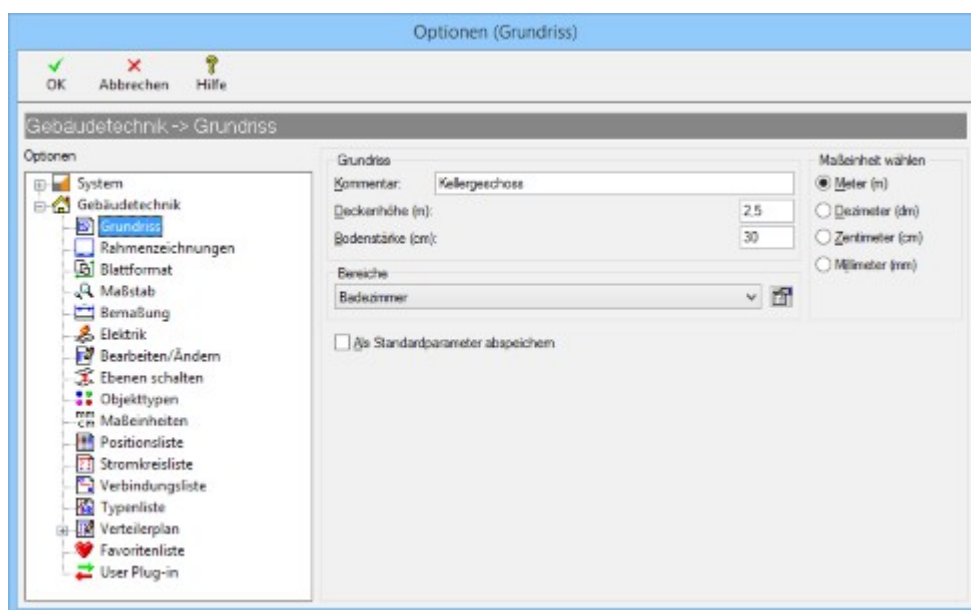 Optionen (Grundriss)
OK Abbrechen Hilfe
Gebäudetechnik -> Grundriss
Optionen
System
Gebäudetechnik
Grundriss
Rahmenzeichnungen
Blattformat
Maßstab
Bemaßung
Elektrik
Bearbeiten/Ändern
Ebenen schalten
Objekttypen
Maßeinheiten
Positionsliste
Stromkreisliste
Verbindungsliste
Typenliste
Verteilerplan
Favoritenliste
User Plug-in
Grundriss
Kommentar: Kellergeschoss
Deckenhöhe (m): 2,5
Bodenstärke (cm): 30
Bereiche
Badezimmer
Als Standardparameter abspeichern
Maßeinheit wählen
Meter (m)
Dezimeter (dm)
Zentimeter (cm)
Millimeter (mm)